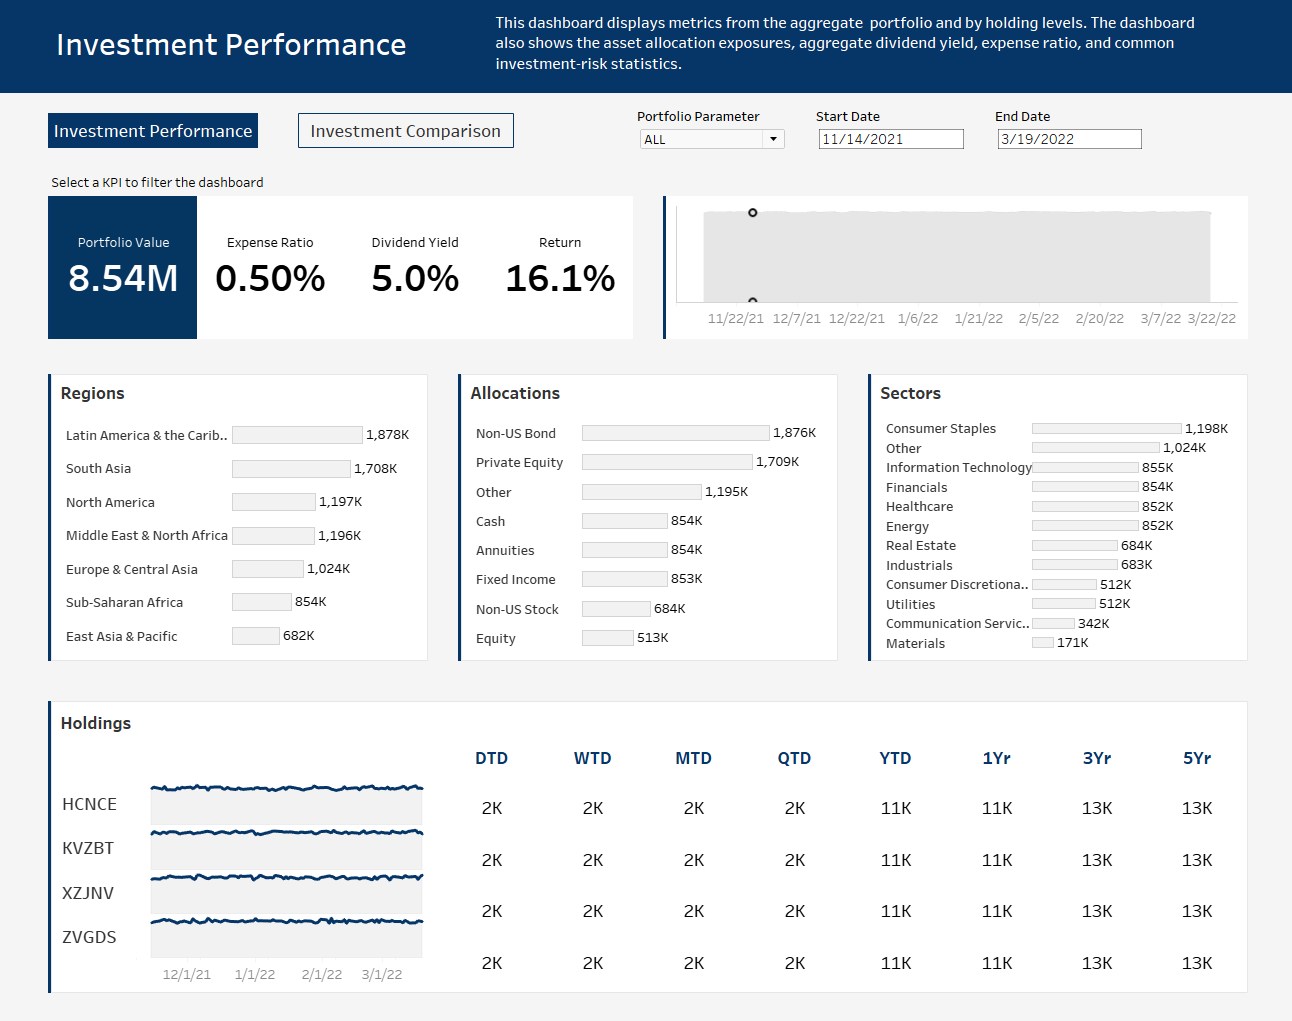 Investment Performance
This dashboard displays metrics from the aggregate portfolio and by holding levels. The dashboard
also shows the asset allocation exposures, aggregate dividend yield, expense ratio, and common
investment-risk statistics.
Investment Performance
Investment Comparison
Portfolio Parameter
ALL
Start Date
11/14/2021
End Date
3/19/2022
Select a KPI to filter the dashboard
Portfolio Value
8.54M
Expense Ratio
0.50%
Dividend Yield
5.0%
Return
16.1%
11/22/21 12/7/21 12/22/21 1/6/22 1/21/22 2/5/22 2/20/22 3/7/22 3/22/22
Regions
Latin America & the Carib.. 1,878K
South Asia 1,708K
North America 1,197K
Middle East & North Africa 1,196K
Europe & Central Asia 1,024K
Sub-Saharan Africa 854K
East Asia & Pacific 682K
Allocations
Non-US Bond 1,876K
Private Equity 1,709K
Other 1,195K
Cash 854K
Annuities 854K
Fixed Income 853K
Non-US Stock 684K
Equity 513K
Sectors
Consumer Staples 1,198K
Other 1,024K
Information Technology 855K
Financials 854K
Healthcare 852K
Energy 852K
Real Estate 684K
Industrials 683K
Consumer Discretiona.. 512K
Utilities 512K
Communication Servic.. 342K
Materials 171K
Holdings
DTD WTD MTD QTD YTD 1Yr 3Yr 5Yr
HCNCE 2K 2K 2K 2K 11K 11K 13K 13K
KVZBT 2K 2K 2K 2K 11K 11K 13K 13K
XZJNV 2K 2K 2K 2K 11K 11K 13K 13K
ZVGDS 2K 2K 2K 2K 11K 11K 13K 13K
12/1/21 1/1/22 2/1/22 3/1/22